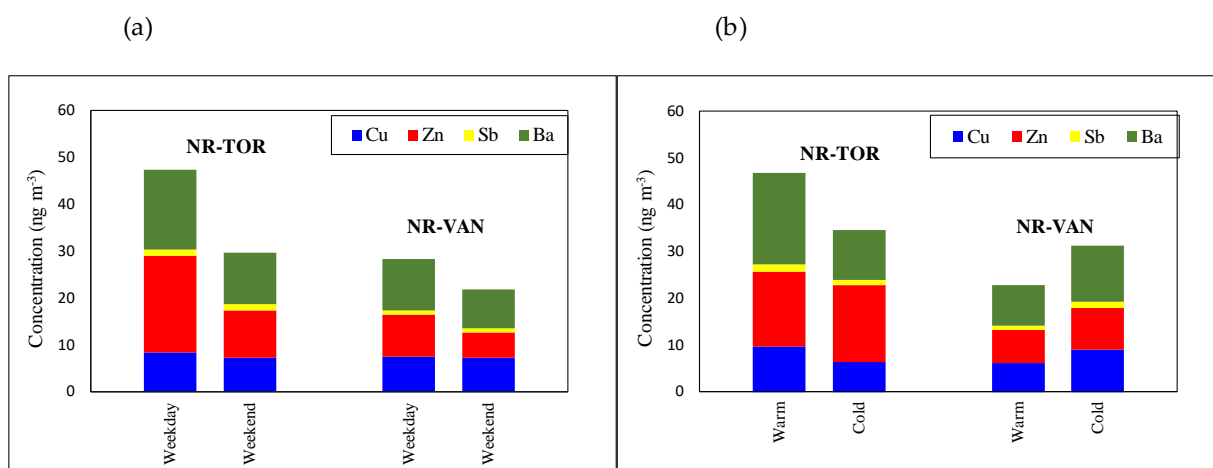 (a)
(b)
60
50
40
30
20
10
0
Concentration (ng m-3)
Cu Zn Sb Ba
NR-TOR
NR-VAN
Weekday
Weekend
Weekday
Weekend
60
50
40
30
20
10
0
Concentration (ng m-3)
Cu Zn Sb Ba
NR-TOR
NR-VAN
Warm
Cold
Warm
Cold